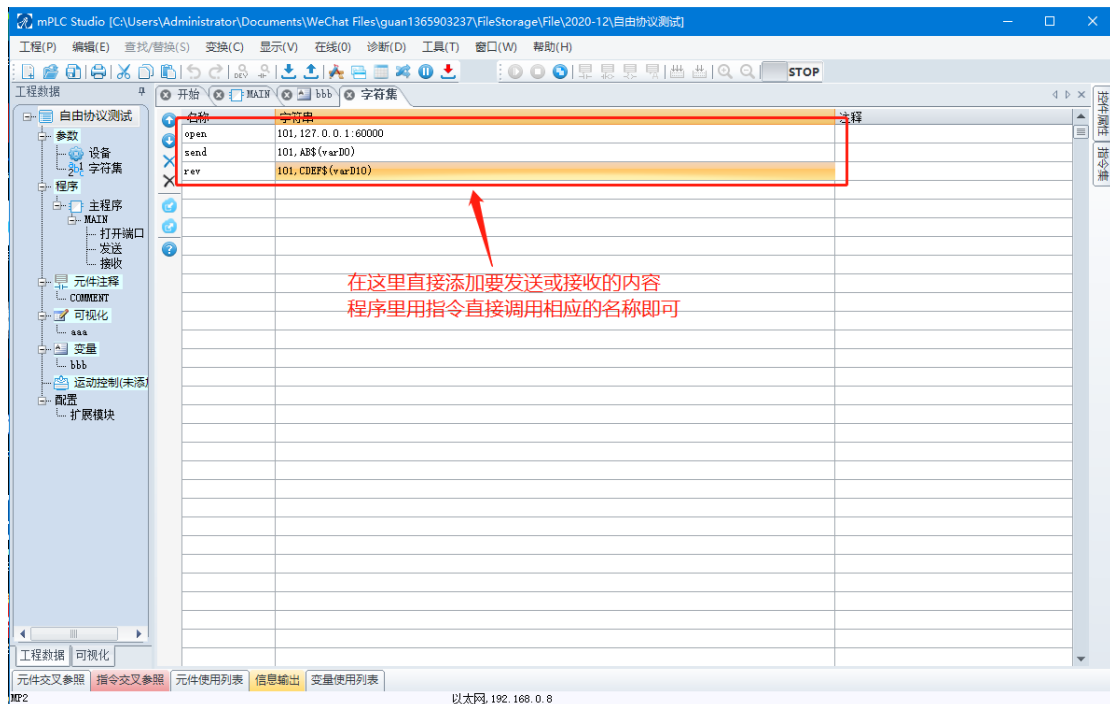 mPLC Studio [C:\Users\Administrator\Documents\WeChat Files\guan1365903237\FileStorage\File\2020-12\自由协议测试]
工程(P) 编辑(E) 查找/替换(S) 变换(C) 显示(V) 在线(O) 诊断(D) 工具(T) 窗口(W) 帮助(H)
STOP
工程数据
开始 MAIN bbb 字符集
自由协议测试
参数
设备
字符集
程序
主程序
MAIN
打开端口
发送
接收
元件注释
COMMENT
可视化
aaa
变量
bbb
运动控制(未添加
配置
扩展模块
名称 字符串 注释
open 101,127.0.0.1:60000
send 101,AB$(varD0)
rev 101,CDEF$(varD10)
在这里直接添加要发送或接收的内容
程序里用指令直接调用相应的名称即可
控件属性
指令集
工程数据 可视化
元件交叉参照 指令交叉参照 元件使用列表 信息输出 变量使用列表
MP2 以太网,192.168.0.8